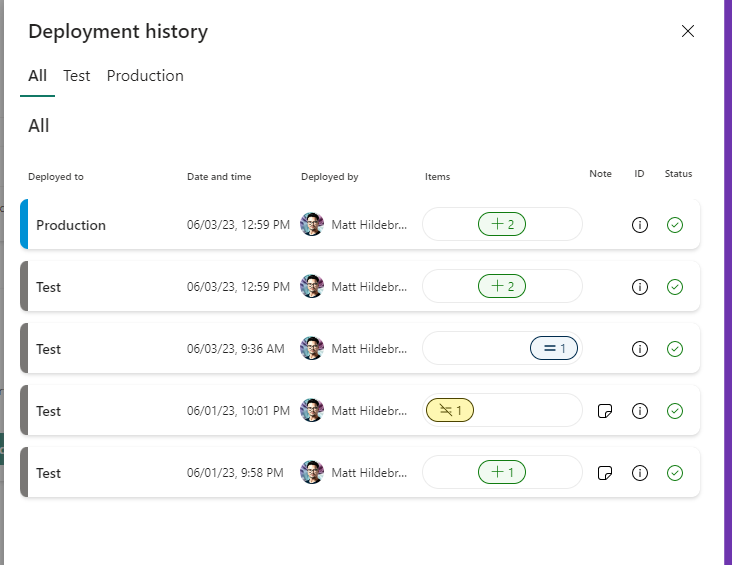 Deployment history
All Test Production
All
Deployed to Date and time Deployed by Items Note ID Status
Production 06/03/23, 12:59 PM Matt Hildebr... + 2
Test 06/03/23, 12:59 PM Matt Hildebr... + 2
Test 06/03/23, 9:36 AM Matt Hildebr... = 1
Test 06/01/23, 10:01 PM Matt Hildebr... 1
Test 06/01/23, 9:58 PM Matt Hildebr... + 1